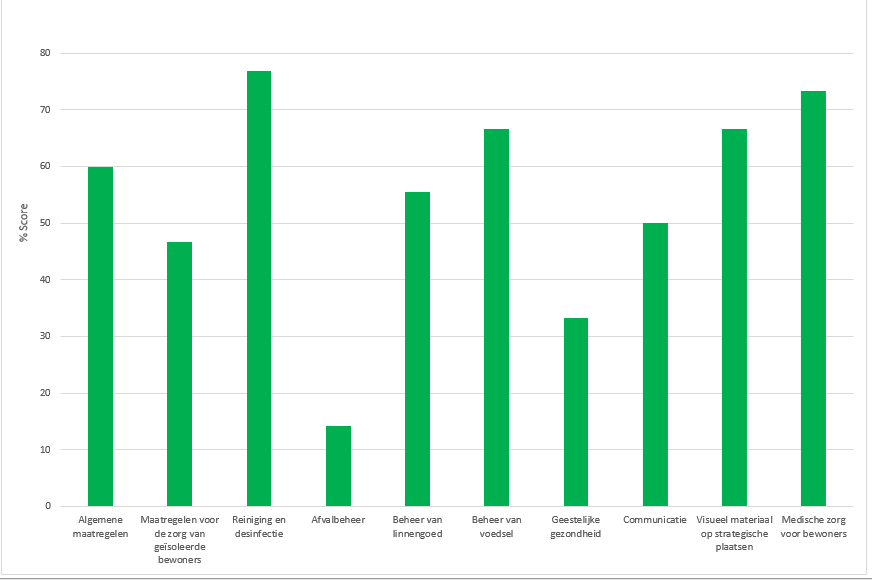 80
70
60
50
40
30
20
10
0
% Score
Algemene
maatregelen
Maatregelen voor
de zorg van
geïsoleerde
bewoners
Reiniging en
desinfectie
Afvalbeheer
Beheer van
linnengoed
Beheer van
voedsel
Geestelijke
gezondheid
Communicatie
Visueel materiaal
op strategische
plaatsen
Medische zorg
voor bewoners